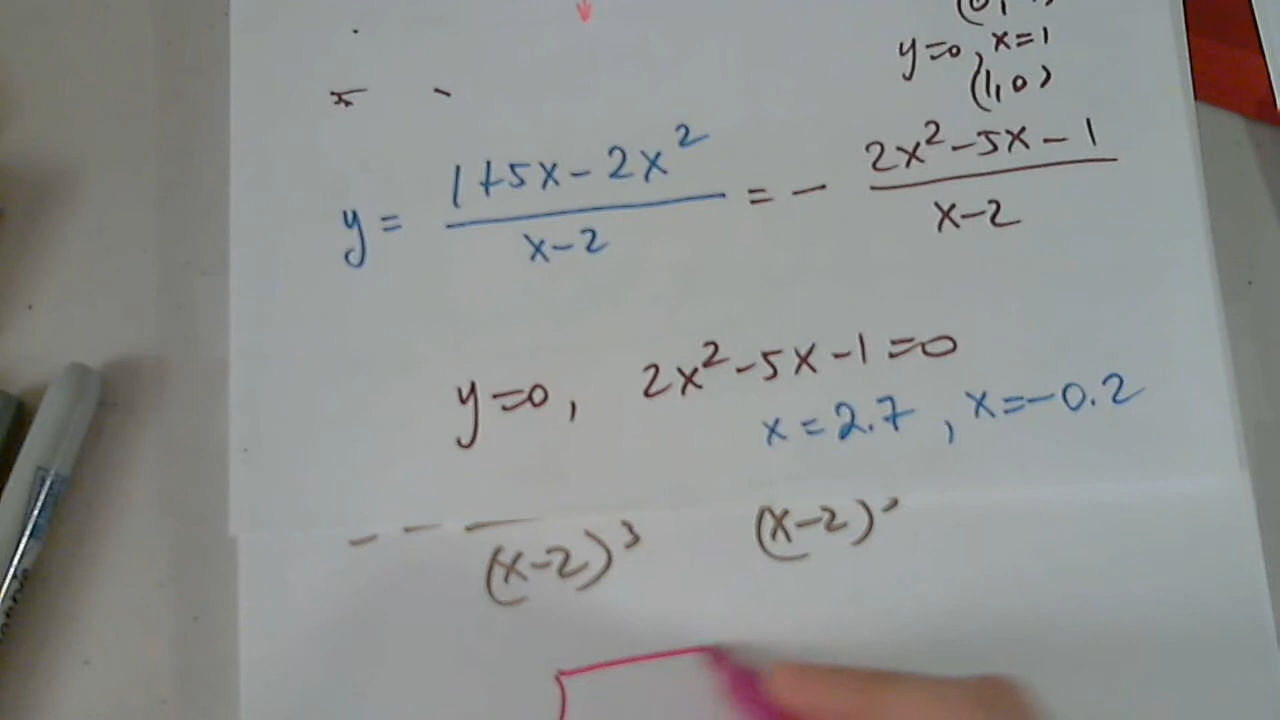 y=0, x=1
(1, 0)
y = (1+5x-2x²)/(x-2) = - (2x²-5x-1)/(x-2)
y=0, 2x²-5x-1=0
x=2.7, x=-0.2
(x-2)³ (x-2)